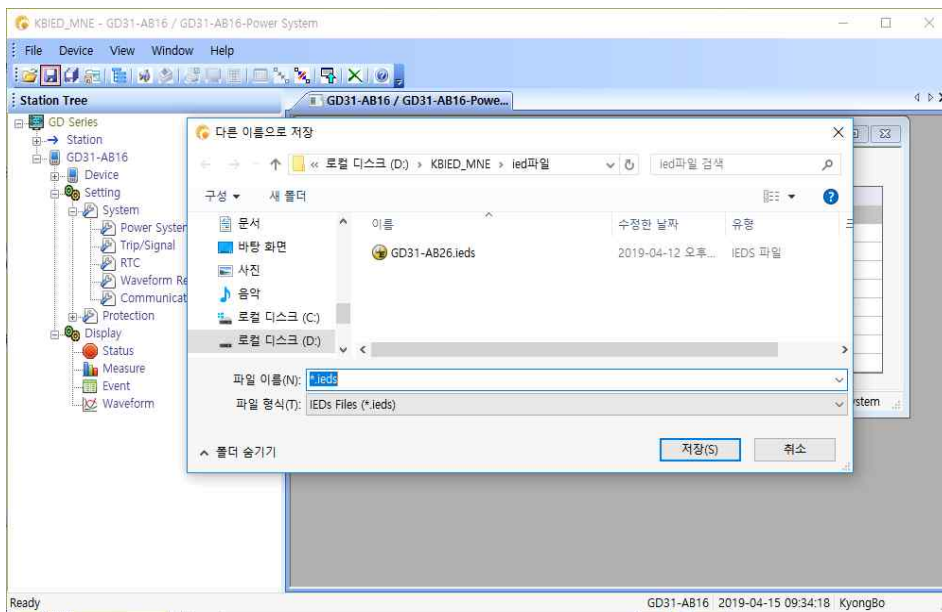 KBIED_MNE - GD31-AB16 / GD31-AB16-Power System
File Device View Window Help
Station Tree
GD31-AB16 / GD31-AB16-Powe...
GD Series
Station
GD31-AB16
Device
Setting
System
Power Syster
Trip/Signal
RTC
Waveform Re
Communicat
Protection
Display
Status
Measure
Event
Waveform
다른 이름으로 저장
« 로컬 디스크 (D:) > KBIED_MNE > ied파일
ied파일 검색
구성 새 폴더
문서
바탕 화면
사진
음악
로컬 디스크 (C:)
로컬 디스크 (D:)
이름 수정한 날짜 유형
GD31-AB26.ieds 2019-04-12 오후... IEDS 파일
파일 이름(N): *.ieds
파일 형식(T): IEDs Files (*.ieds)
폴더 숨기기
저장(S) 취소
stem
Ready
GD31-AB16 2019-04-15 09:34:18 KyongBo